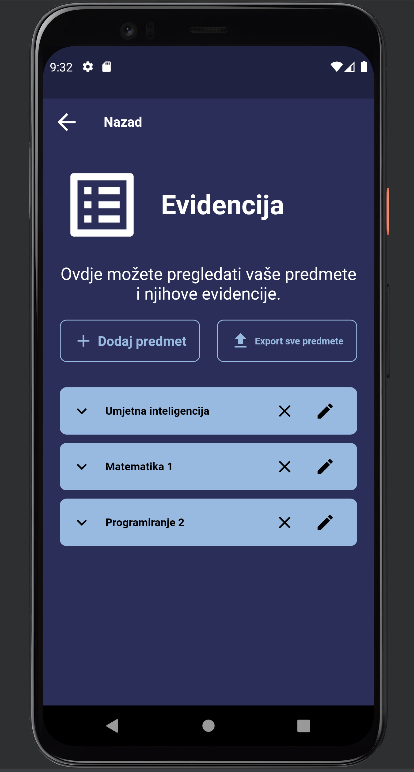 9:32
Nazad
Evidencija
Ovdje možete pregledati vaše predmete
i njihove evidencije.
Dodaj predmet
Export sve predmete
Umjetna inteligencija
Matematika 1
Programiranje 2